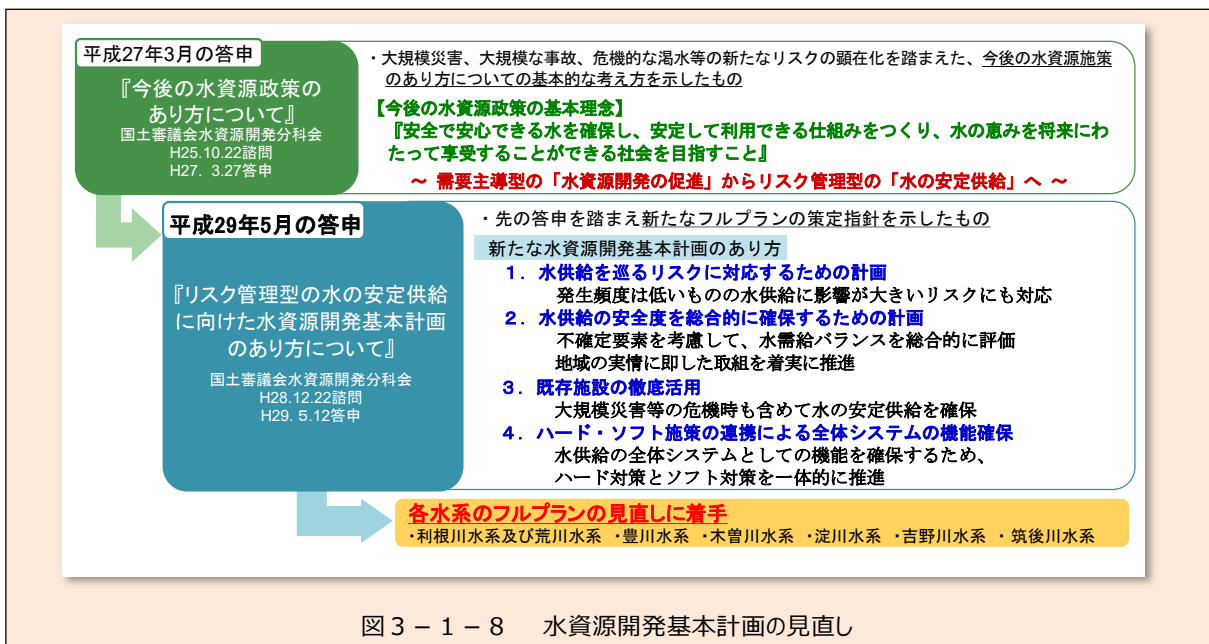 平成27年3月の答申
『今後の水資源政策の
あり方について』
国土審議会水資源開発分科会
H25.10.22諮問
H27. 3.27答申
・大規模災害、大規模な事故、危機的な渇水等の新たなリスクの顕在化を踏まえた、今後の水資源施策
のあり方についての基本的な考え方を示したもの
【今後の水資源政策の基本理念】
『安全で安心できる水を確保し、安定して利用できる仕組みをつくり、水の恵みを将来にわ
たって享受することができる社会を目指すこと』
～ 需要主導型の「水資源開発の促進」からリスク管理型の「水の安定供給」へ ～
平成29年5月の答申
『リスク管理型の水の安定供給
に向けた水資源開発基本計画
のあり方について』
国土審議会水資源開発分科会
H28.12.22諮問
H29. 5.12答申
・先の答申を踏まえ新たなフルプランの策定指針を示したもの
新たな水資源開発基本計画のあり方
１．水供給を巡るリスクに対応するための計画
発生頻度は低いものの水供給に影響が大きいリスクにも対応
２．水供給の安全度を総合的に確保するための計画
不確定要素を考慮して、水需給バランスを総合的に評価
地域の実情に即した取組を着実に推進
３．既存施設の徹底活用
大規模災害等の危機時も含めて水の安定供給を確保
４．ハード・ソフト施策の連携による全体システムの機能確保
水供給の全体システムとしての機能を確保するため、
ハード対策とソフト対策を一体的に推進
各水系のフルプランの見直しに着手
・利根川水系及び荒川水系 ・豊川水系 ・木曽川水系 ・淀川水系 ・吉野川水系 ・ 筑後川水系
図３－１－８ 水資源開発基本計画の見直し